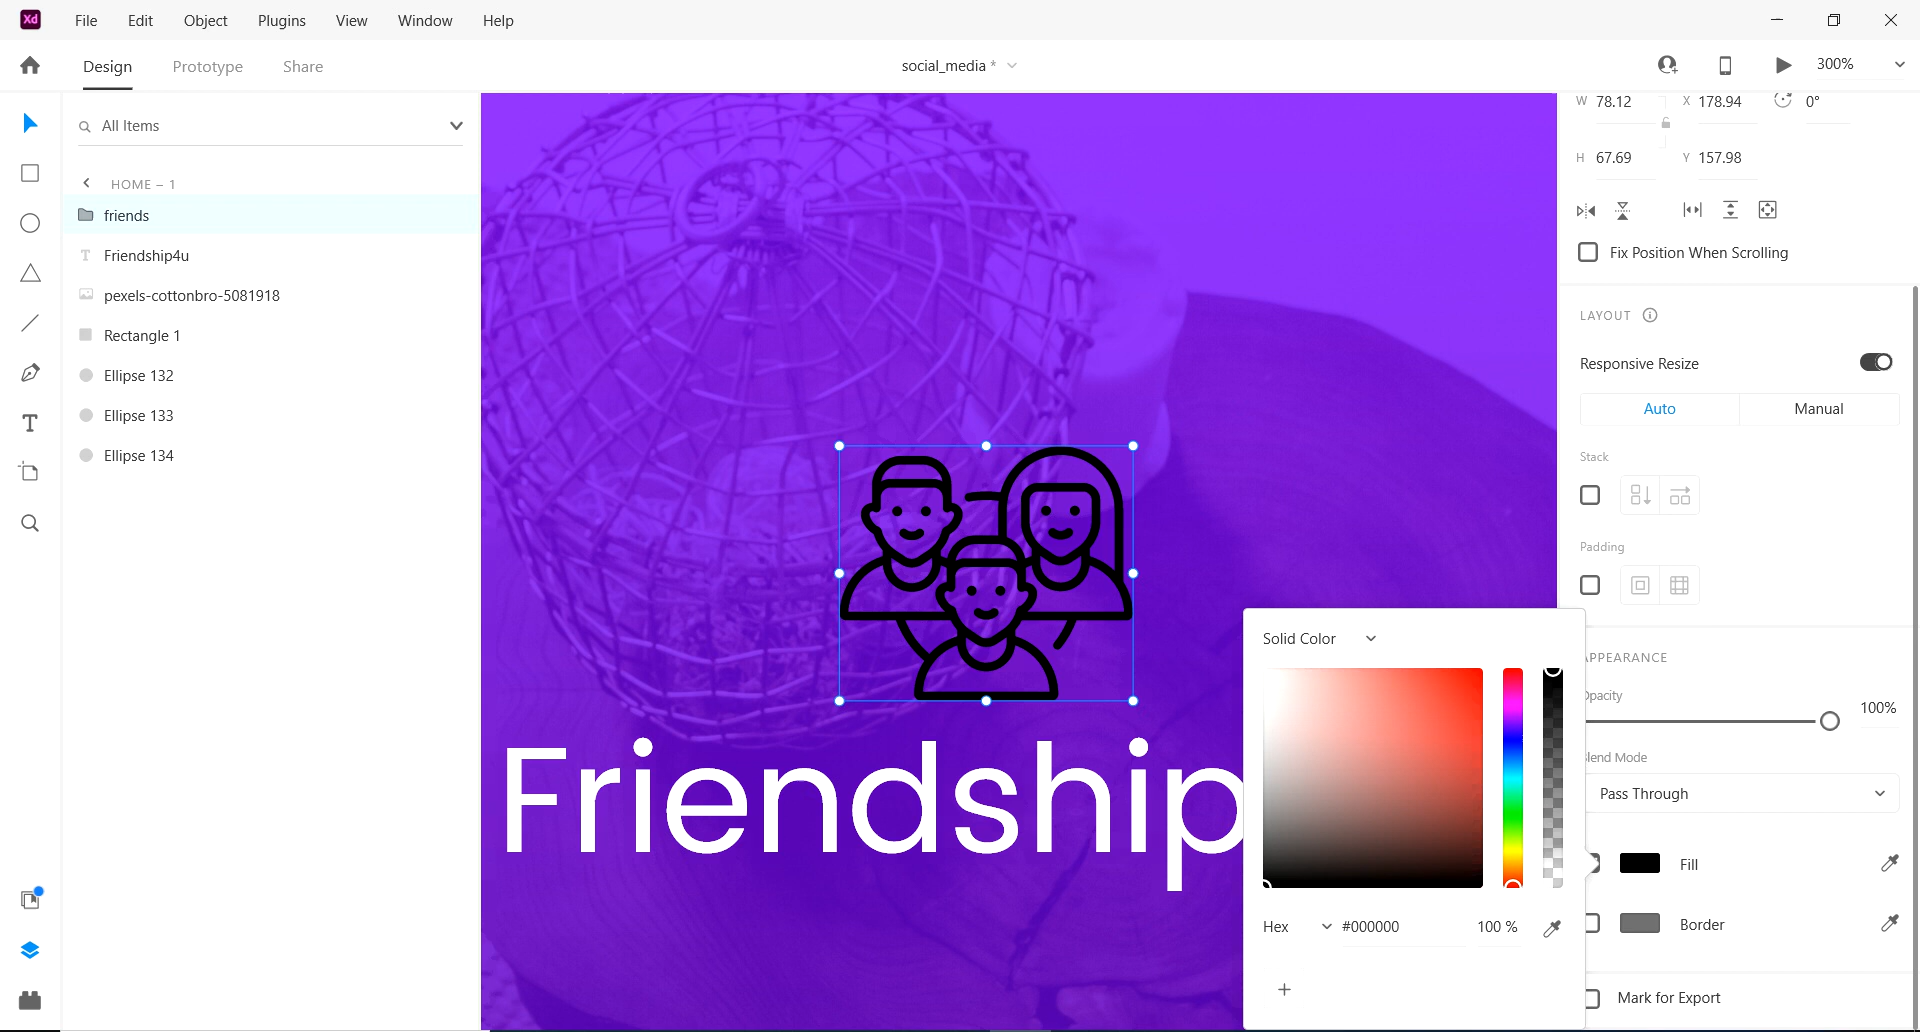 Xd File Edit Object Plugins View Window Help
Design Prototype Share social_media * 300%
All Items
HOME – 1
friends
Friendship4u
pexels-cottonbro-5081918
Rectangle 1
Ellipse 132
Ellipse 133
Ellipse 134
Friendship
Solid Color
Hex #000000 100 %
+
W 78.12 X 178.94 0°
H 67.69 Y 157.98
Fix Position When Scrolling
LAYOUT
Responsive Resize
Auto Manual
Stack
Padding
APPEARANCE
Opacity
100%
Blend Mode
Pass Through
Fill
Border
Mark for Export